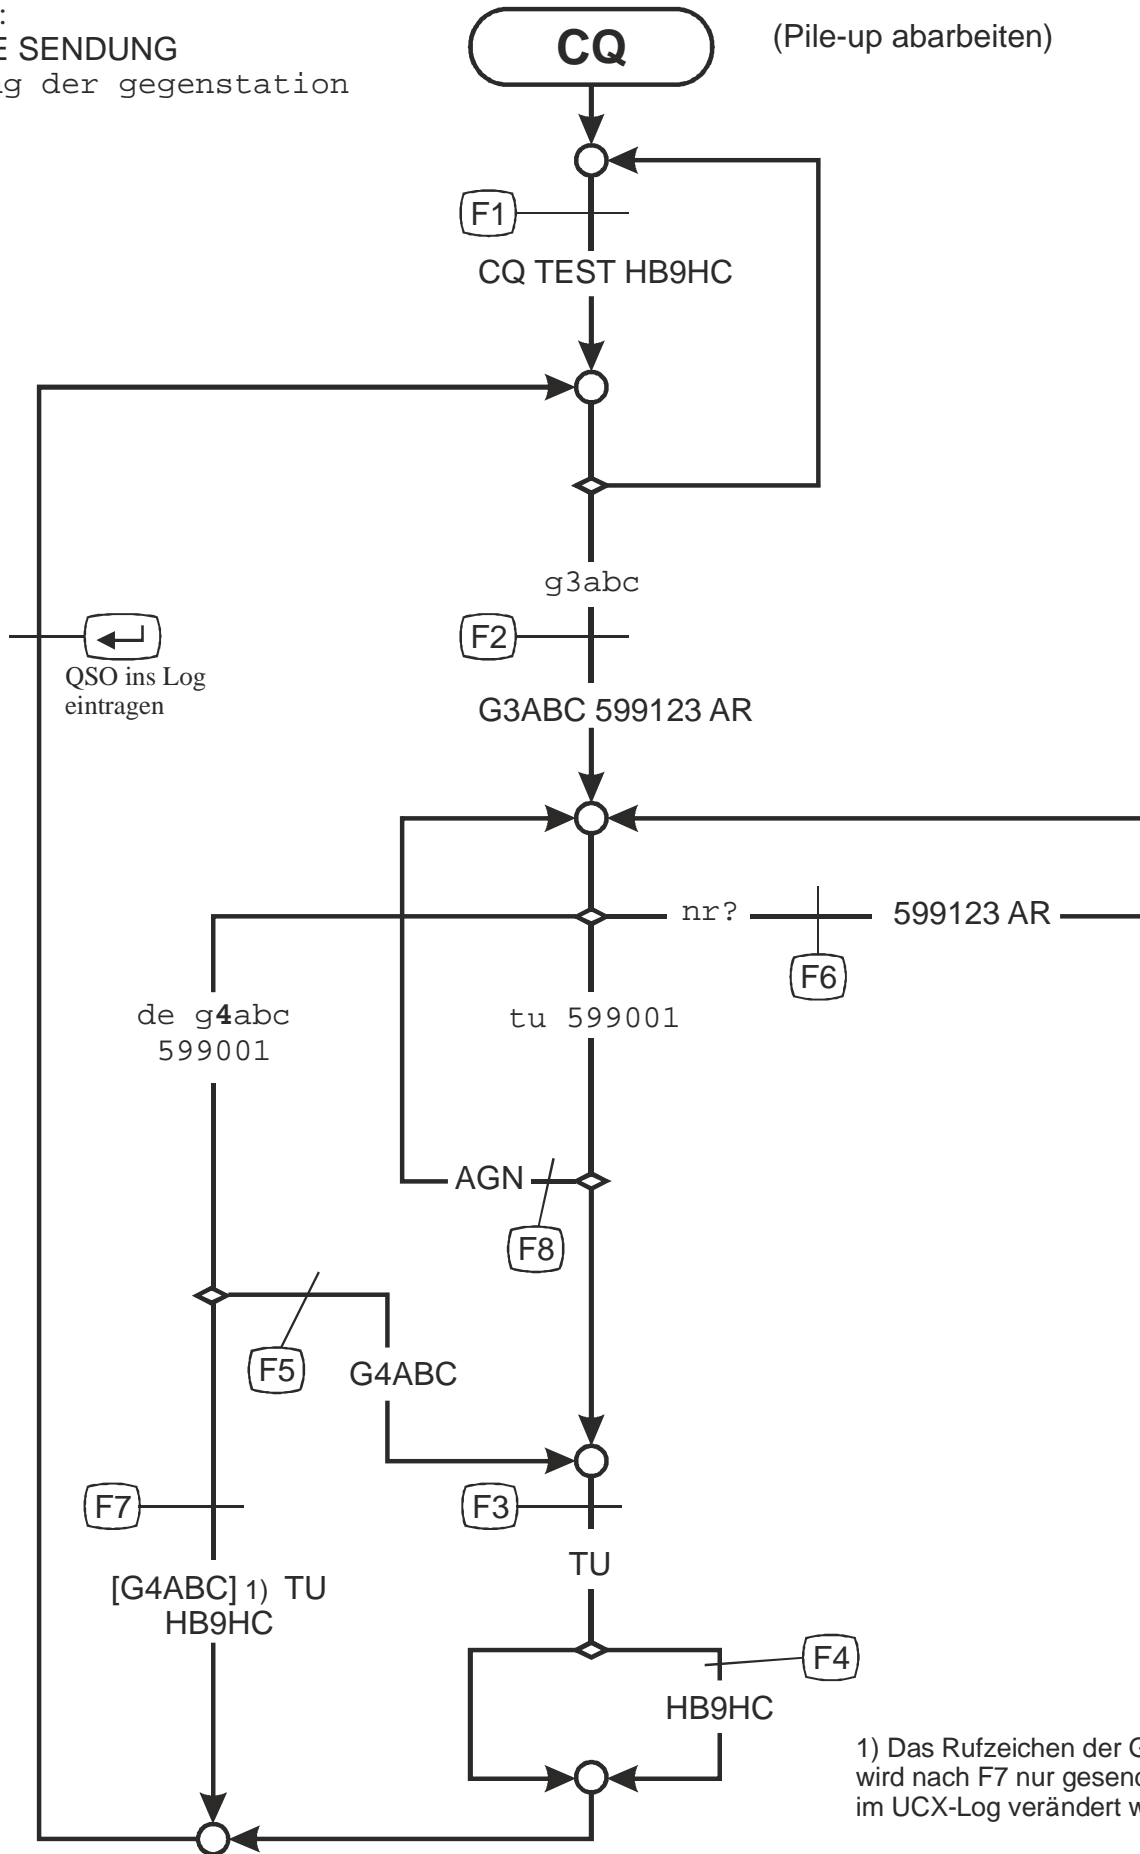 :
SENDUNG
der gegenstation
CQ
(Pile-up abarbeiten)
F1
CQ TEST HB9HC
g3abc
F2
QSO ins Log
eintragen
G3ABC 599123 AR
nr?
599123 AR
F6
de g4abc
599001
tu 599001
AGN
F8
F5
G4ABC
F7
F3
TU
[G4ABC] 1) TU
HB9HC
F4
HB9HC
1) Das Rufzeichen der
wird nach F7 nur
im UCX-Log verändert